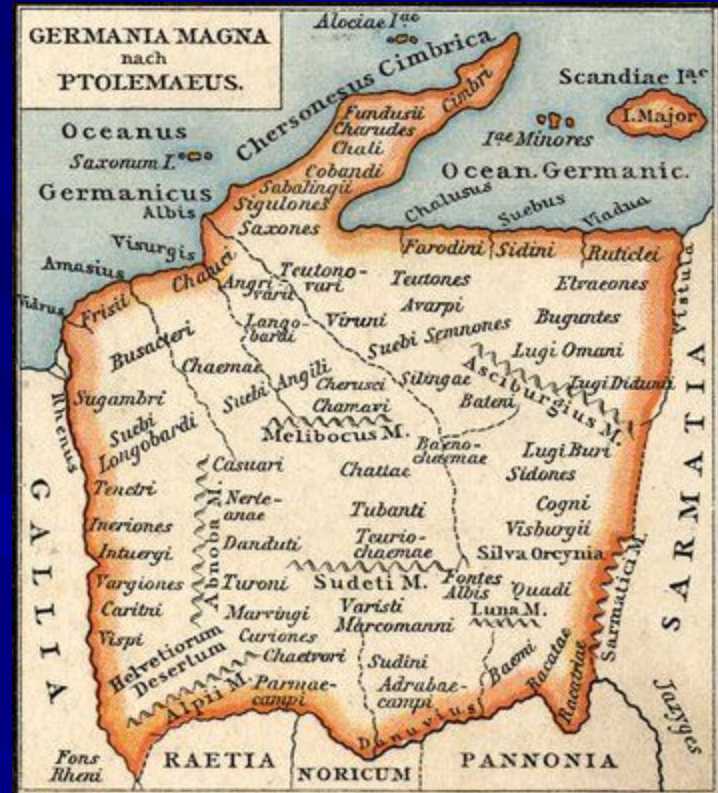 GERMANIA MAGNA
nach
PTOLEMAEUS.
Alociae Iae
Chersonesus Cimbrica
Cimbri
Scandiae Iae
I. Major
Iae Minores
Oceanus
Saxonum I.
Germanicus
Ocean. Germanic.
Fundusii
Charudes
Chali
Cobandi
Sabalingii
Sigulones
Saxones
Albis
Visurgis
Amasius
Vidrus
Chalusus
Suebus
Viadua
Vistula
Frisii
Chauci
Angri-
varii
Teutono-
vari
Farodini
Sidini
Ruticlei
Teutones
Elvaeones
Avarpi
Buguntes
Lango-
bardi
Viruni
Suebi Semnones
Lugi Omani
Busacteri
Chaemae
Suebi Angili
Cherusci
Silingae
Asciburgius M.
Lugi Diduni
Rhenus
Sugambri
Chamavi
Bateni
Suebi
Longobardi
Melibocus M.
Baeno-
chaemae
Lugi Buri
Casuari
Chattae
Sidones
Tenctri
Abnoba M.
Nerte-
anae
Cogni
Tubanti
Visburgii
Ineriones
Danduti
Teurio-
chaemae
Silva Orcynia
Intuergi
Sudeti M.
Fontes
Albis
Quadi
Sarmatici M.
Vargiones
Turoni
Varisti
Luna M.
Caritni
Marvingi
Marcomanni
Vispi
Curiones
Helvetiorum
Desertum
Chaetvori
Sudini
Baemi
Racatae
Racatriae
Alpii M.
Parmae-
campi
Adrabae-
campi
Danuvius
Jazyges
GALLIA
SARMATIA
Fons
Rheni
RAETIA
NORICUM
PANNONIA